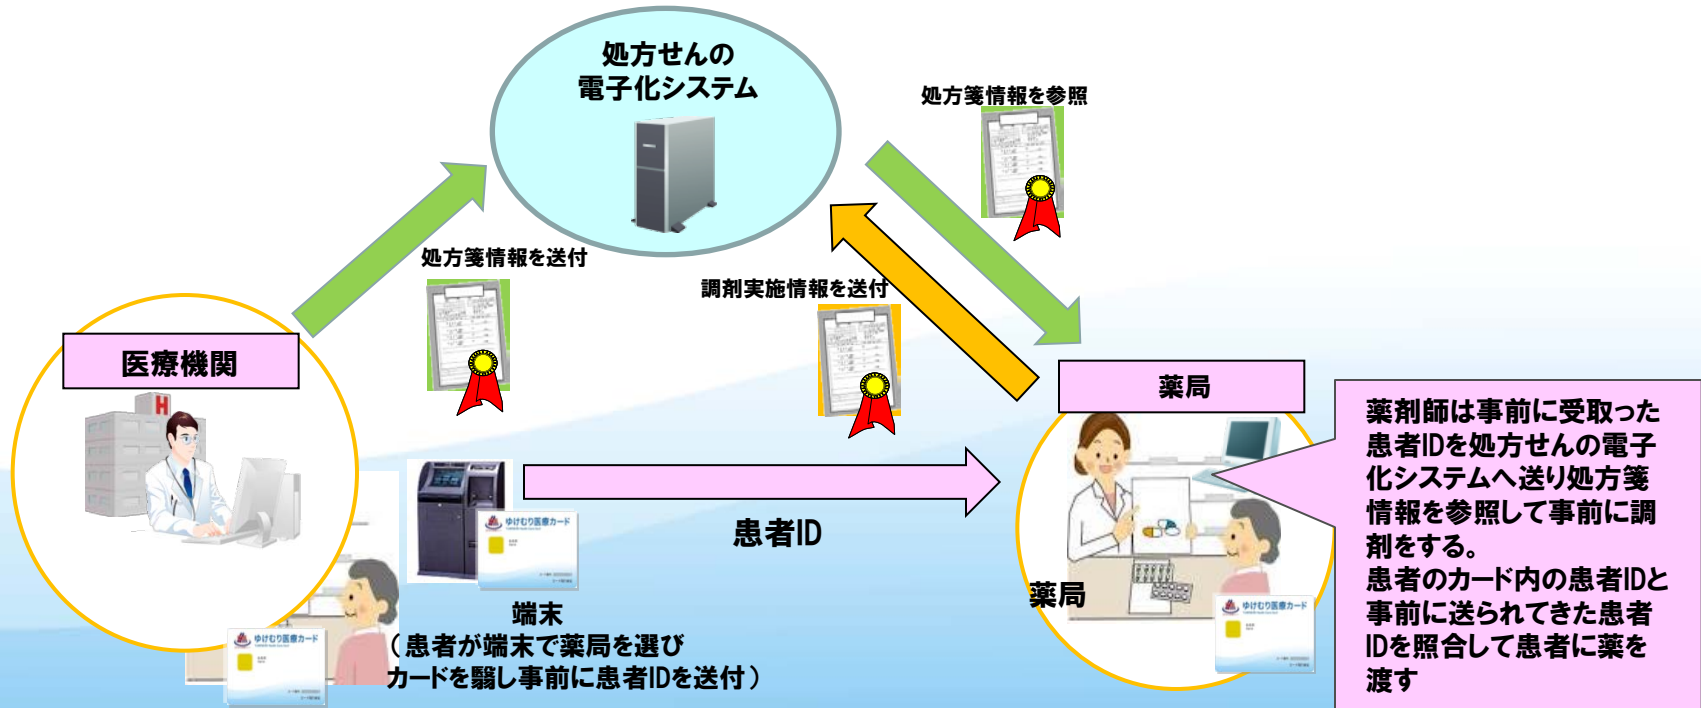 処方せんの
電子化システム
処方箋情報を参照
処方箋情報を送付
調剤実施情報を送付
医療機関
H
薬局
薬剤師は事前に受取った
患者IDを処方せんの電子
化システムへ送り処方箋
情報を参照して事前に調
剤をする。
患者のカード内の患者IDと
事前に送られてきた患者
IDを照合して患者に薬を
渡す
ゆけむり医療カード
患者ID
薬局
ゆけむり医療カード
端末
（患者が端末で薬局を選び
カードを翳し事前に患者IDを送付）
ゆけむり医療カード